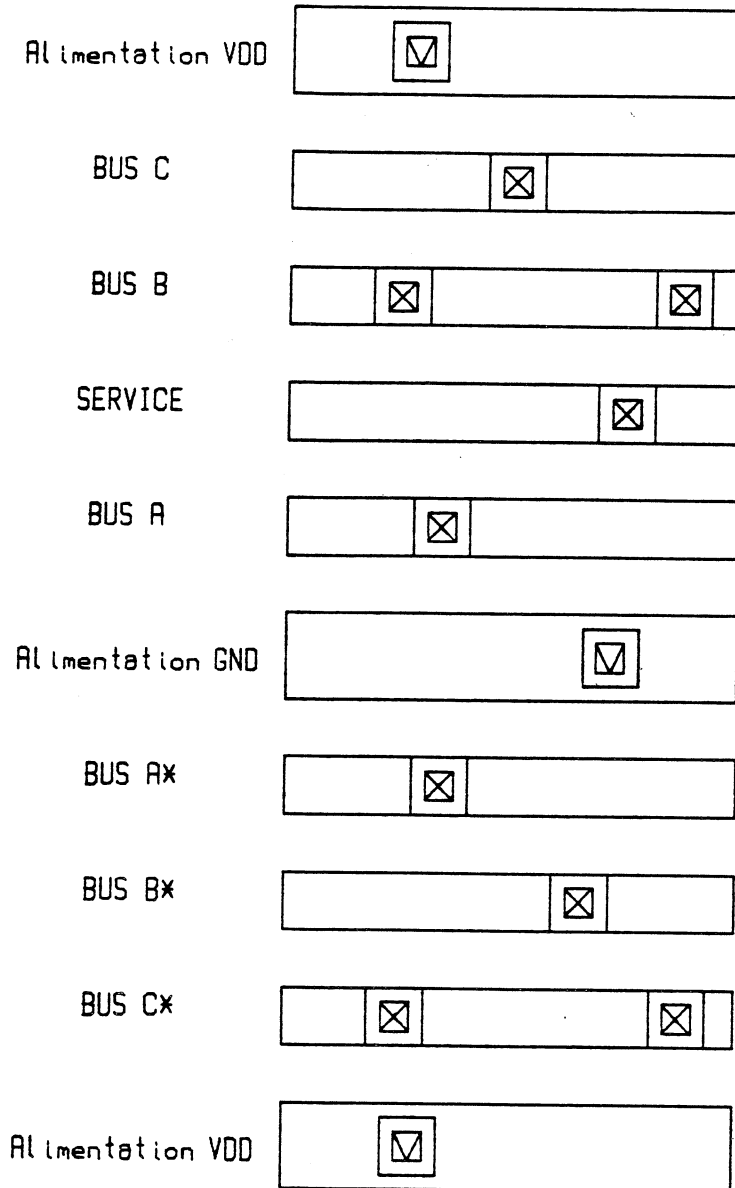 Alimentation VDD
BUS C
BUS B
SERVICE
BUS A
Alimentation GND
BUS A*
BUS B*
BUS C*
Alimentation VDD